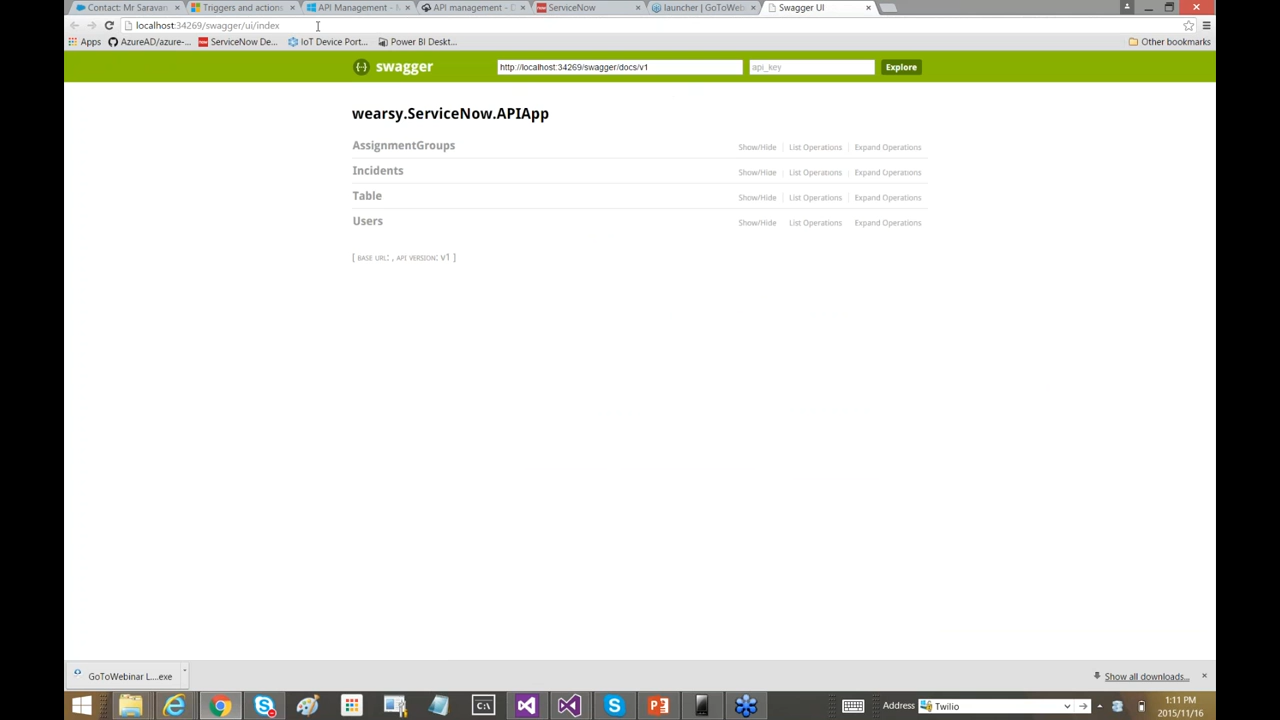 Contact: Mr Saravan
Triggers and actions
API Management - M
API management - D
ServiceNow
launcher | GoToWeb
Swagger UI
localhost:34269/swagger/ui/index
Apps
AzureAD/azure-...
now
ServiceNow De...
IoT Device Port...
Power BI Deskt...
Other bookmarks
{··}
swagger
http://localhost:34269/swagger/docs/v1
api_key
Explore
wearsy.ServiceNow.APIApp
AssignmentGroups
Show/Hide
List Operations
Expand Operations
Incidents
Show/Hide
List Operations
Expand Operations
Table
Show/Hide
List Operations
Expand Operations
Users
Show/Hide
List Operations
Expand Operations
[ BASE URL: , API VERSION: V1 ]
GoToWebinar L....exe
Show all downloads...
Address
Twilio
1:11 PM
2015/11/16